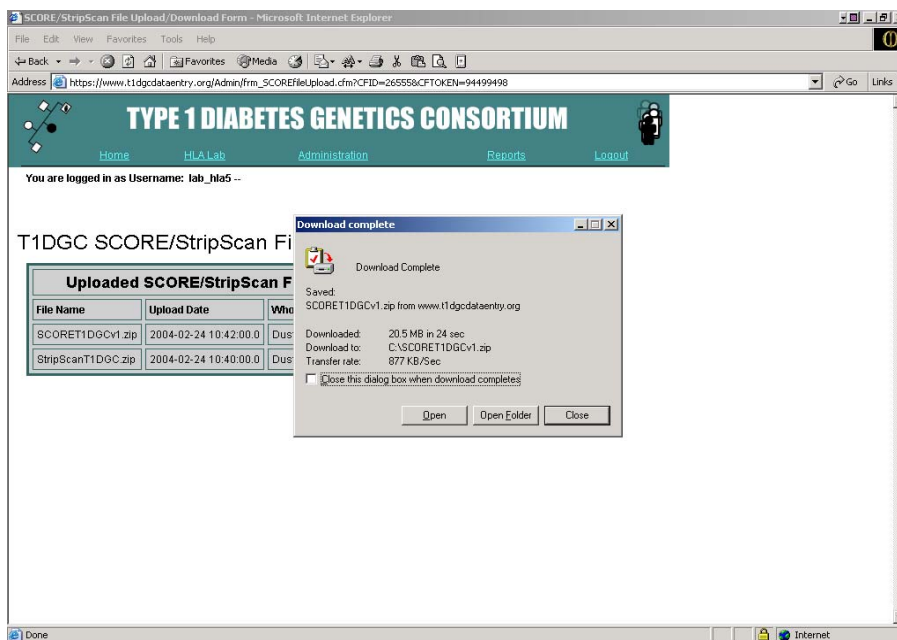 SCORE/StripScan File Upload/Download Form - Microsoft Internet Explorer
File Edit View Favorites Tools Help
Back Favorites Media
Address https://www.t1dgcdataentry.org/Admin/frm_SCOREfileUpload.cfm?CFID=26555&CFTOKEN=94499498 Go Links
TYPE 1 DIABETES GENETICS CONSORTIUM
Home HLA Lab Administration Reports Logout
You are logged in as Username: lab_hla5 --
T1DGC SCORE/StripScan Fi
Uploaded SCORE/StripScan F
File Name Upload Date Who
SCORET1DGCv1.zip 2004-02-24 10:42:00.0 Dus
StripScanT1DGC.zip 2004-02-24 10:40:00.0 Dus
Download complete
Download Complete
Saved:
SCORET1DGCv1.zip from www.t1dgcdataentry.org
Downloaded: 20.5 MB in 24 sec
Download to: C:\SCORET1DGCv1.zip
Transfer rate: 877 KB/Sec
Close this dialog box when download completes
Open Open Folder Close
Done Internet